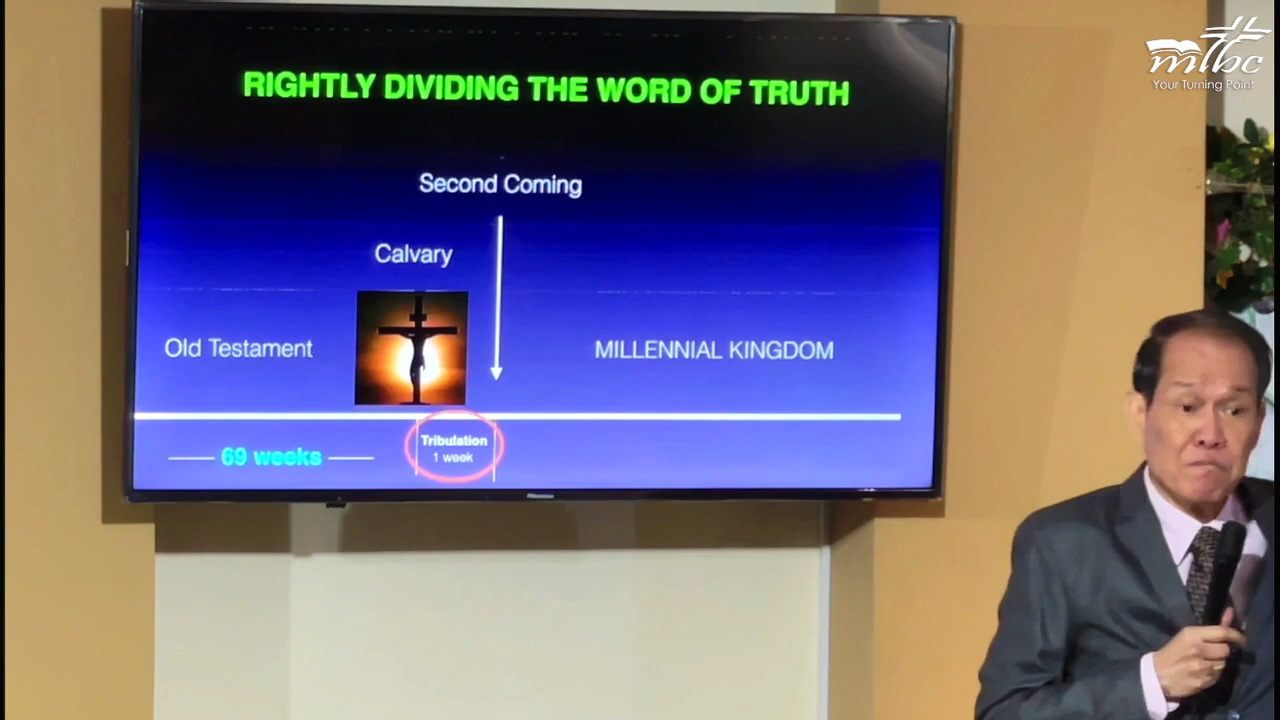 mtbc
Your Turning Point
RIGHTLY DIVIDING THE WORD OF TRUTH
Second Coming
Calvary
Old Testament
MILLENNIAL KINGDOM
69 weeks
Tribulation
1 week
Hisense